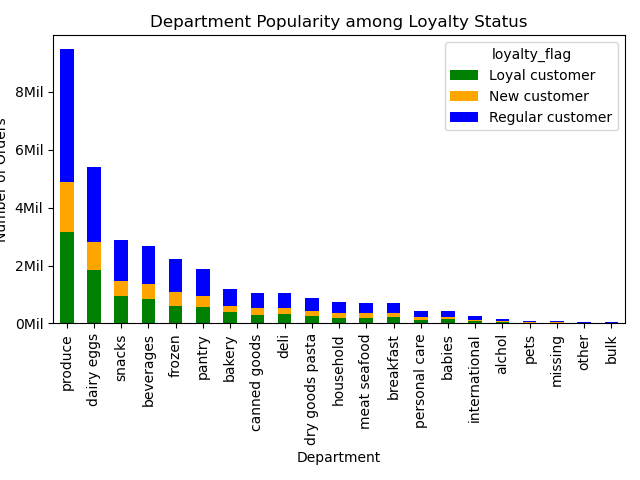 Department Popularity among Loyalty Status
loyalty_flag
Loyal customer
New customer
Regular customer
Number of Orders
8Mil
6Mil
4Mil
2Mil
0Mil
produce
dairy eggs
snacks
beverages
frozen
pantry
bakery
canned goods
deli
dry goods pasta
household
meat seafood
breakfast
personal care
babies
international
alchol
pets
missing
other
bulk
Department